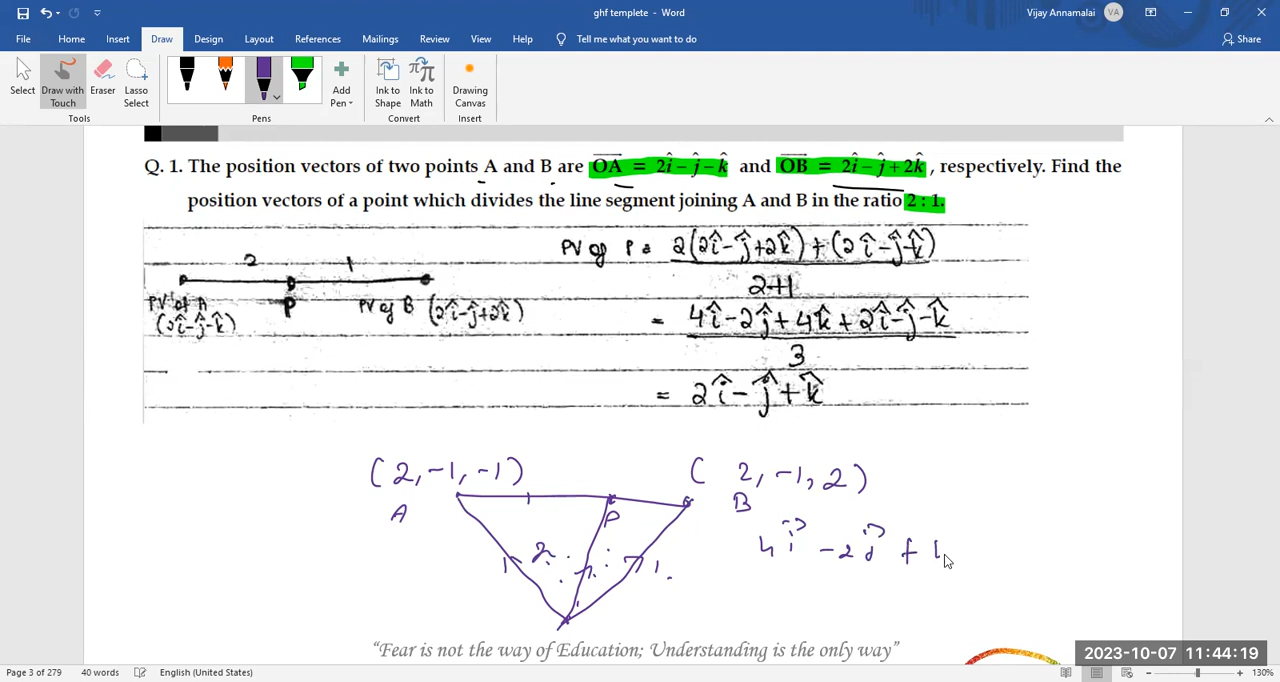 ghf templete - Word
Vijay Annamalai VA
File Home Insert Draw Design Layout References Mailings Review View Help Tell me what you want to do Share
Select Draw with Touch Eraser Lasso Select Add Pen Ink to Shape Ink to Math Drawing Canvas
Tools Pens Convert Insert
Q. 1. The position vectors of two points A and B are OA = 2î – ĵ – k̂ and OB = 2î – ĵ + 2k̂, respectively. Find the
position vectors of a point which divides the line segment joining A and B in the ratio 2 : 1.
PV of P = 2(2î-ĵ+2k̂)+(2î-ĵ-k̂)
2 1
2+1
PV of A P PV of B (2î-ĵ+2k̂)
(2î-ĵ-k̂)
= 4î-2ĵ+4k̂+2î-ĵ-k̂
3
= 2î-ĵ+k̂
(2,-1,-1) ( 2,-1,2)
A P B
4î -2ĵ +
1 2 1
“Fear is not the way of Education; Understanding is the only way”
2023-10-07 11:44:19
Page 3 of 279 40 words English (United States) 130%